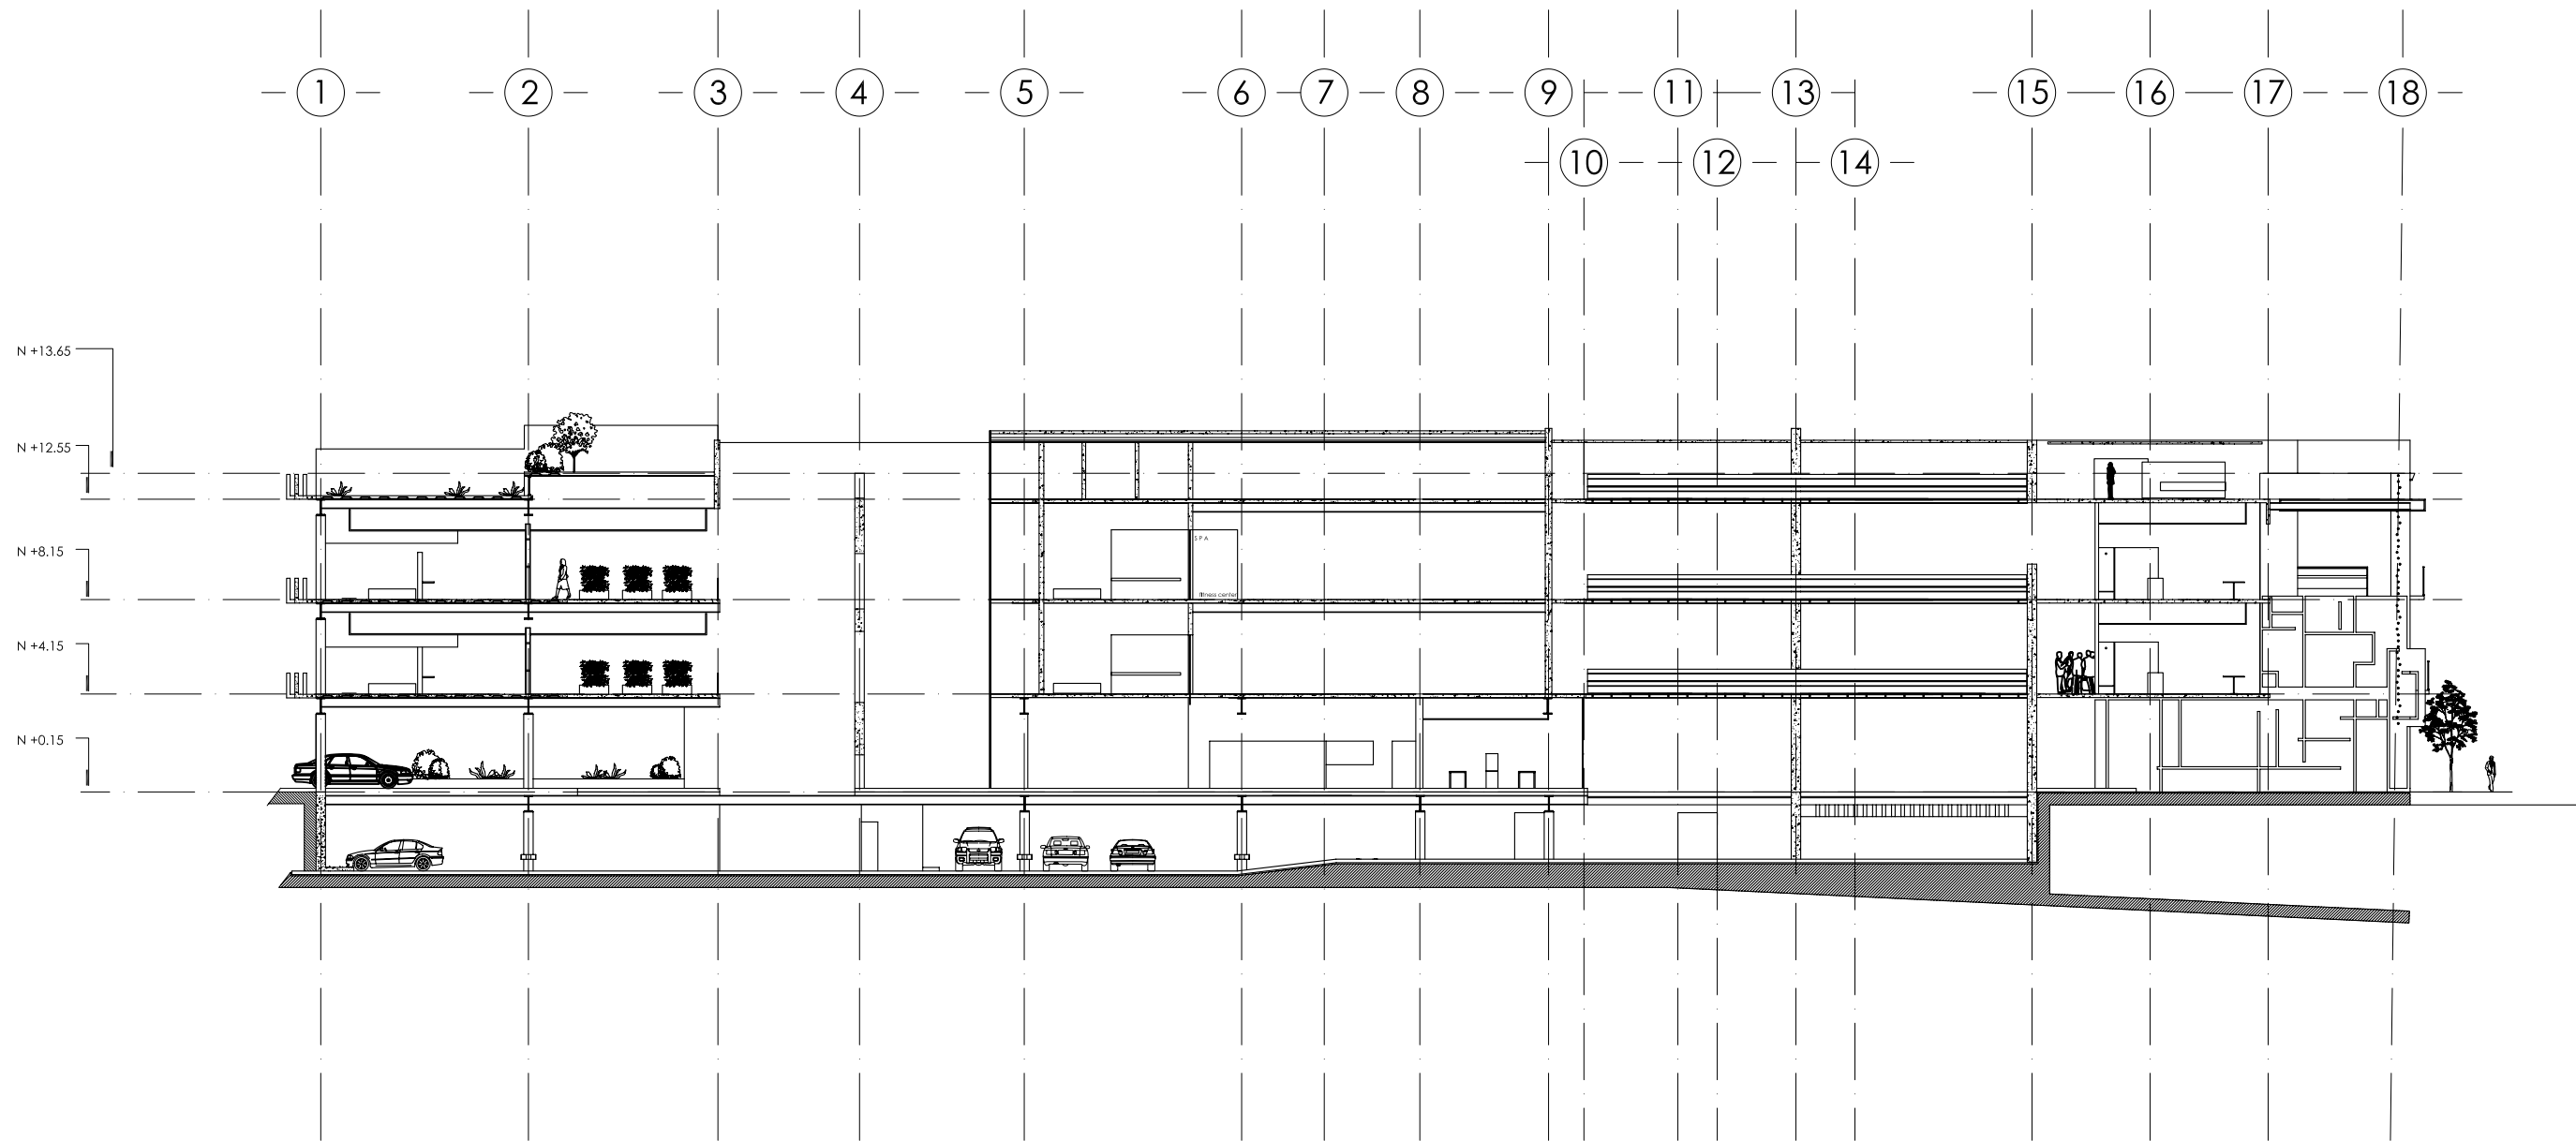 1 2 3 4 5 6 7 8 9 11 13 15 16 17 18
10 12 14
N +13.65
N +12.55
SPA
N +8.15
fitness center
N +4.15
N +0.15